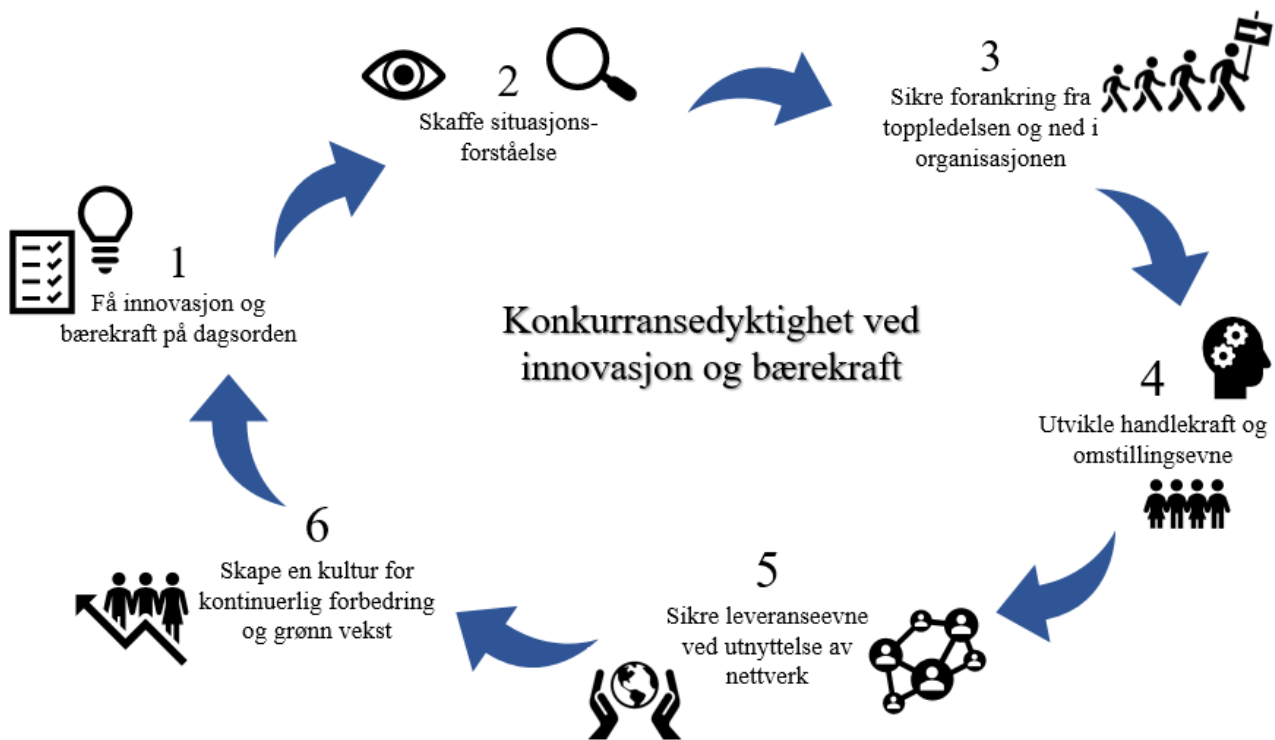 1
Få innovasjon og
bærekraft på dagsorden
2
Skaffe situasjons-
forståelse
3
Sikre forankring fra
toppledelsen og ned i
organisasjonen
4
Utvikle handlekraft og
omstillingsevne
5
Sikre leveranseevne
ved utnyttelse av
nettverk
6
Skape en kultur for
kontinuerlig forbedring
og grønn vekst
Konkurransedyktighet ved
innovasjon og bærekraft